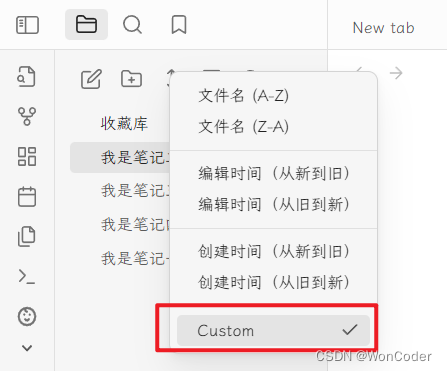 New tab
文件名 (A-Z)
文件名 (Z-A)
收藏库
我是笔记
编辑时间（从新到旧）
我是笔记
编辑时间（从旧到新）
我是笔记
创建时间（从新到旧）
我是笔记
创建时间（从旧到新）
Custom
CSDN @WonCoder